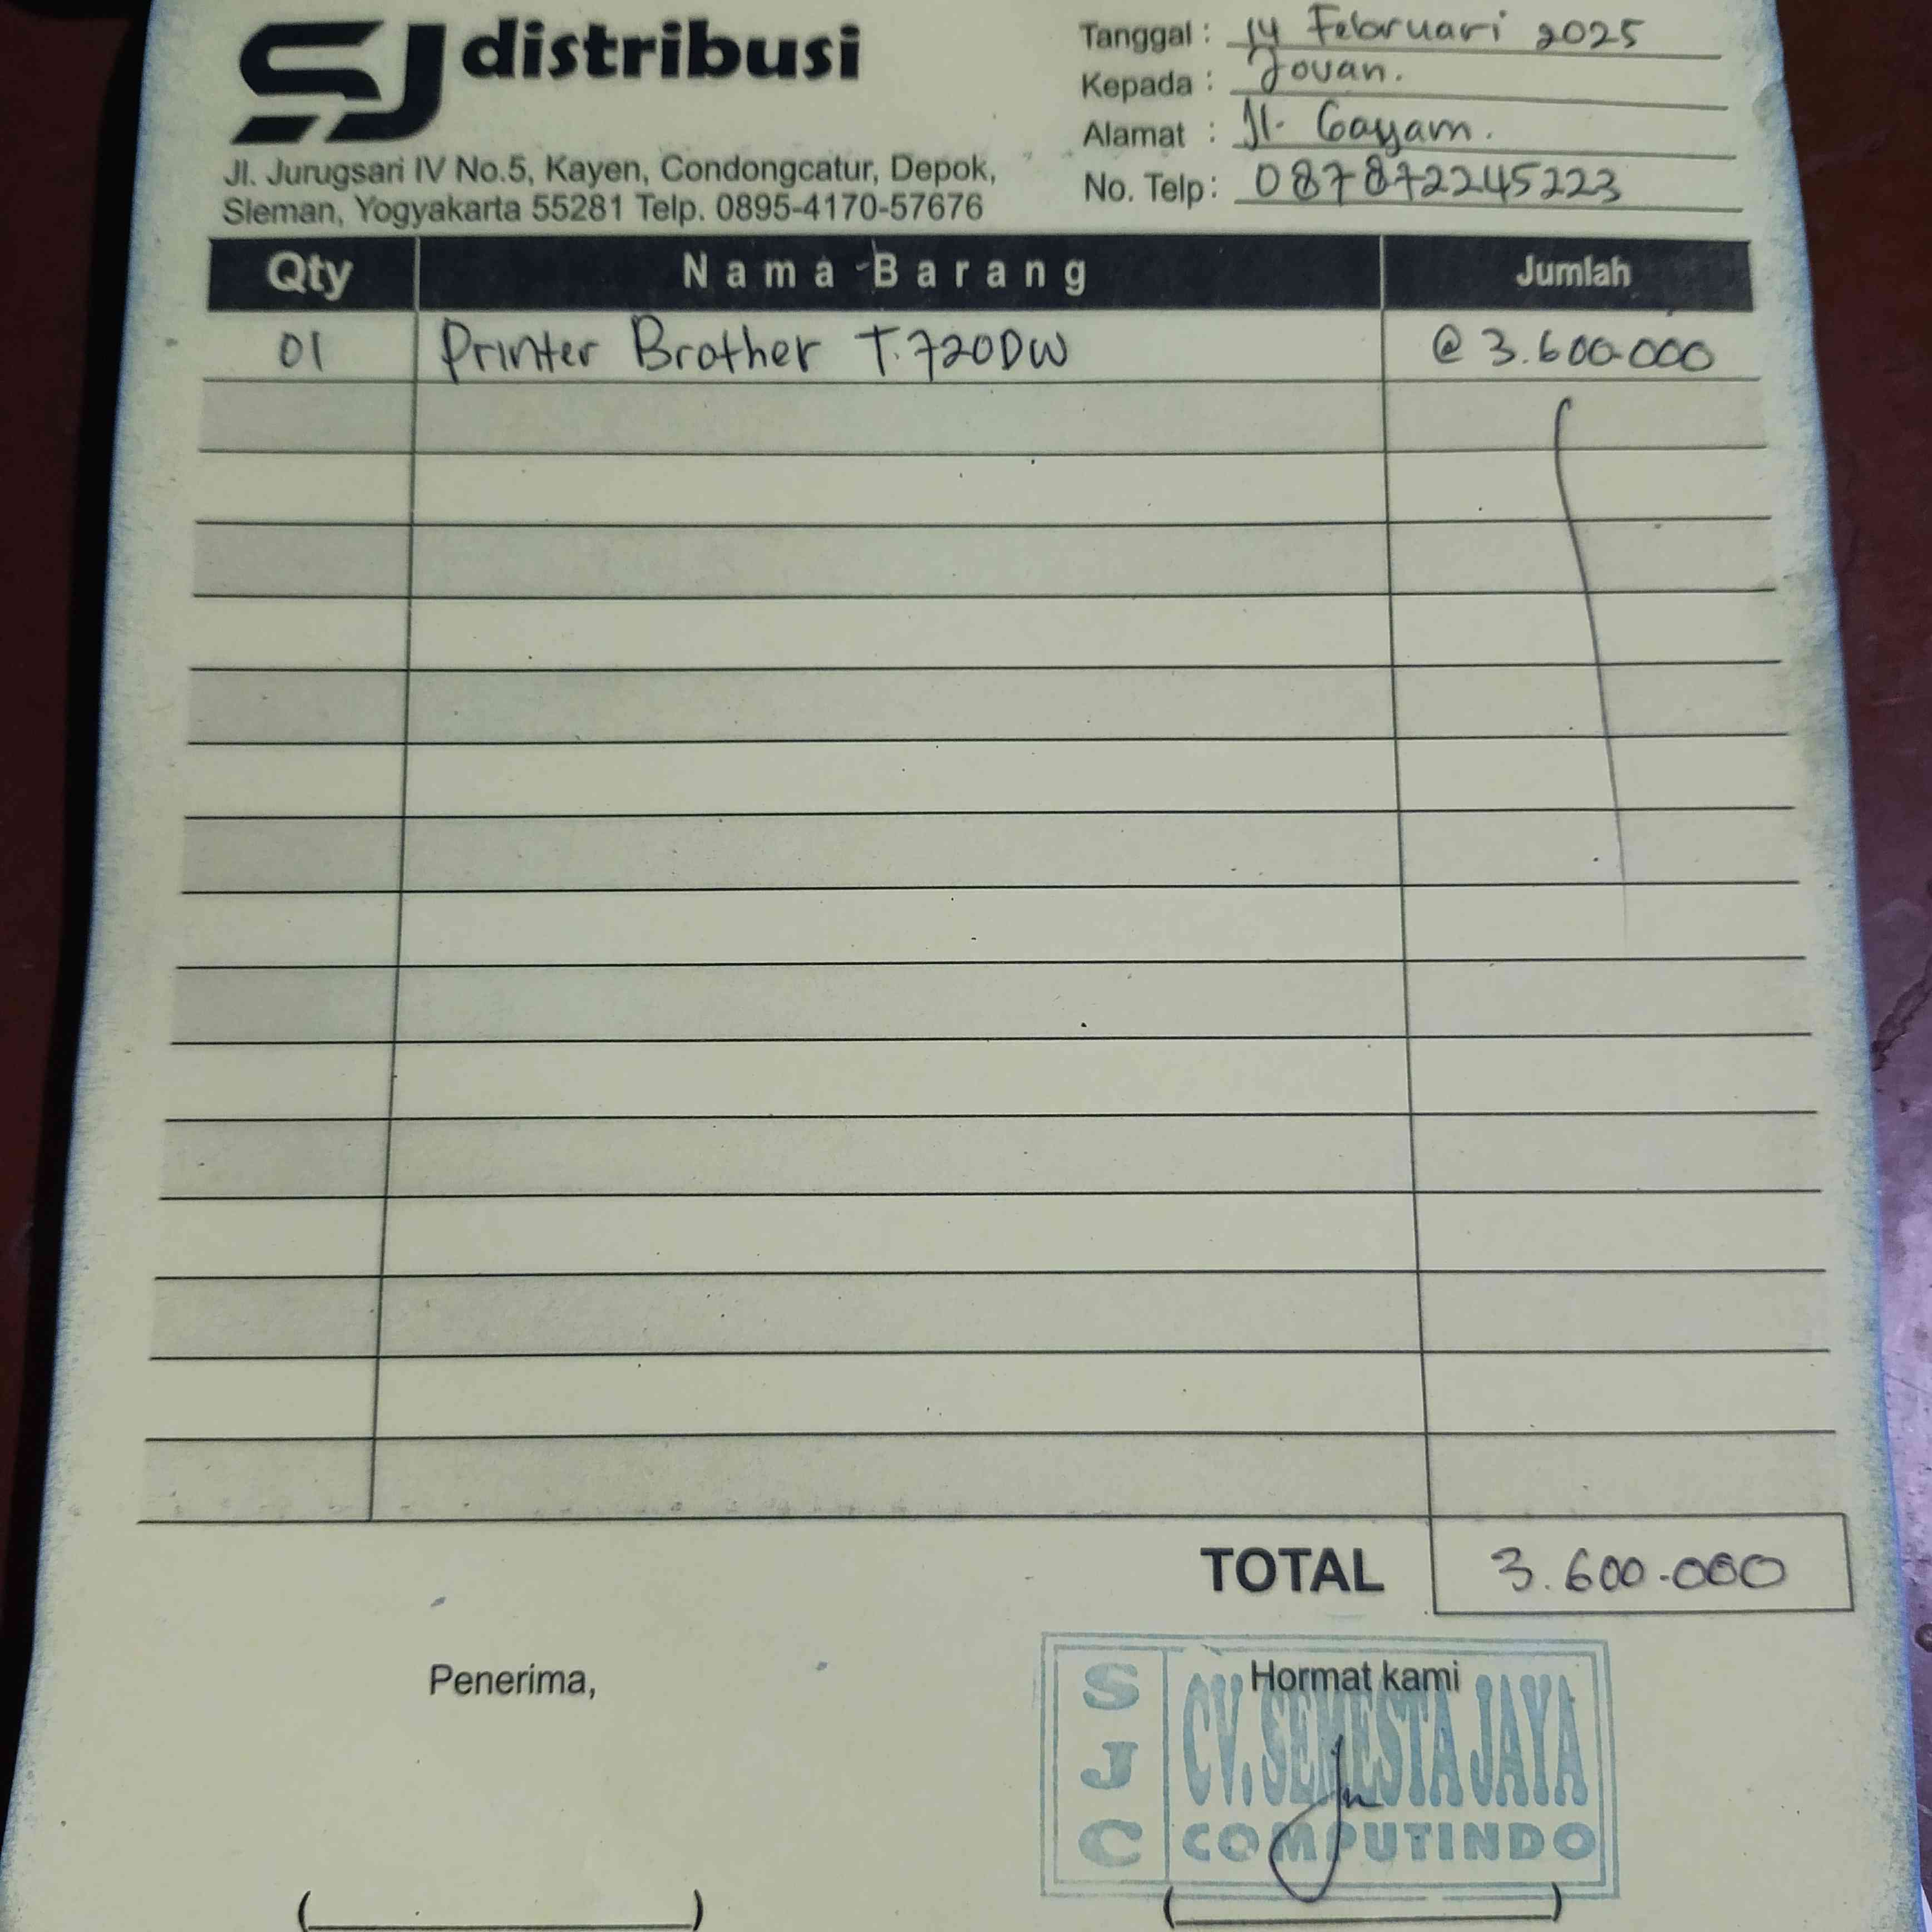 SJ distribusi
Jl. Jurugsari IV No.5, Kayen, Condongcatur, Depok,
Sleman, Yogyakarta 55281 Telp. 0895-4170-57676
Tanggal : 14 Februari 2025
Kepada : Jovan.
Alamat : Jl. Gayam.
No. Telp : 087872245223
Qty Nama Barang Jumlah
01 Printer Brother T.720DW @ 3.600.000
TOTAL 3.600.000
Penerima,
Hormat kami
SJC
CV. SEMESTA JAYA
COMPUTINDO